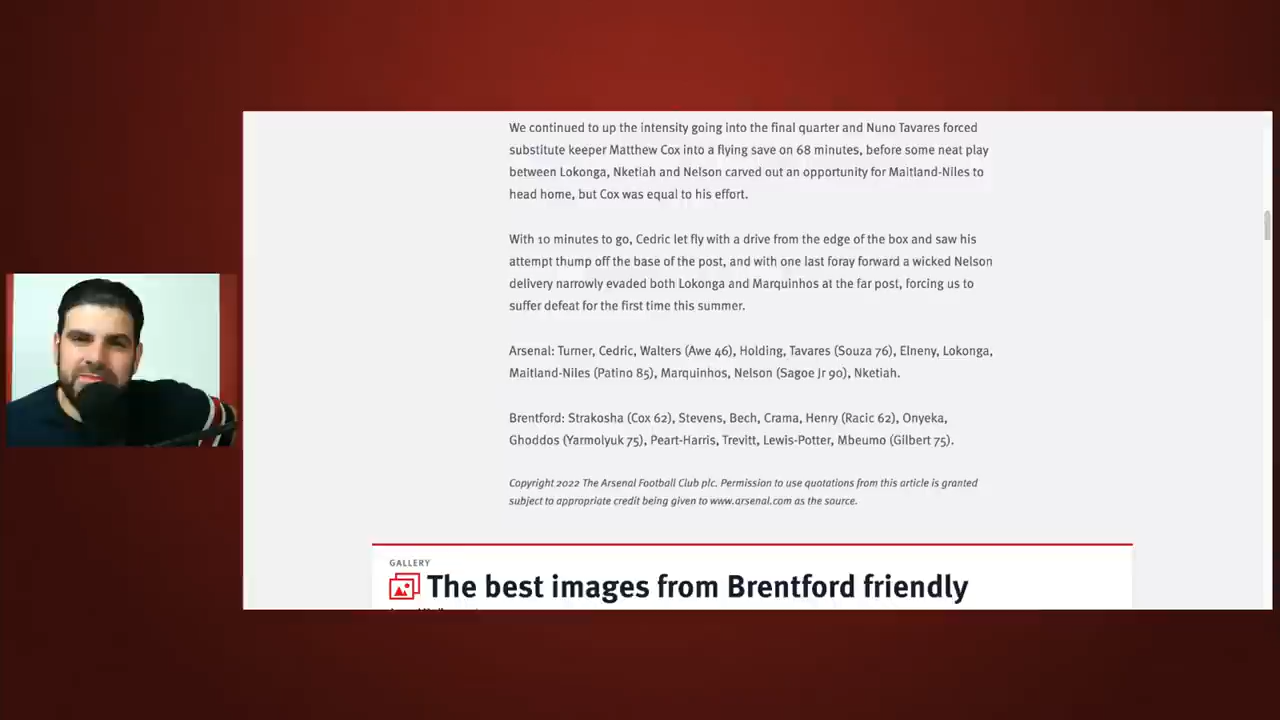 We continued to up the intensity going into the final quarter and Nuno Tavares forced
substitute keeper Matthew Cox into a flying save on 68 minutes, before some neat play
between Lokonga, Nketiah and Nelson carved out an opportunity for Maitland-Niles to
head home, but Cox was equal to his effort.
With 10 minutes to go, Cedric let fly with a drive from the edge of the box and saw his
attempt thump off the base of the post, and with one last foray forward a wicked Nelson
delivery narrowly evaded both Lokonga and Marquinhos at the far post, forcing us to
suffer defeat for the first time this summer.
Arsenal: Turner, Cedric, Walters (Awe 46), Holding, Tavares (Souza 76), Elneny, Lokonga,
Maitland-Niles (Patino 85), Marquinhos, Nelson (Sagoe Jr 90), Nketiah.
Brentford: Strakosha (Cox 62), Stevens, Bech, Crama, Henry (Racic 62), Onyeka,
Ghoddos (Yarmolyuk 75), Peart-Harris, Trevitt, Lewis-Potter, Mbeumo (Gilbert 75).
Copyright 2022 The Arsenal Football Club plc. Permission to use quotations from this article is granted
subject to appropriate credit being given to www.arsenal.com as the source.
GALLERY
The best images from Brentford friendly